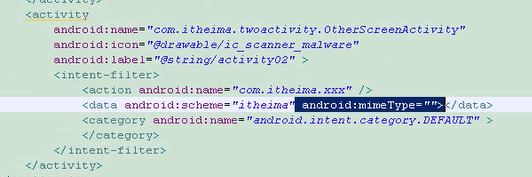 <activity
android:name="com.itheima.twoactivity.OtherScreenActivity"
android:icon="@drawable/ic_scanner_malware"
android:label="@string/activity02" >
<intent-filter>
<action android:name="com.itheima.xxx" />
<data android:scheme="itheima" android:mimeType=""></data>
<category android:name="android.intent.category.DEFAULT" >
</category>
</intent-filter>
</activity>